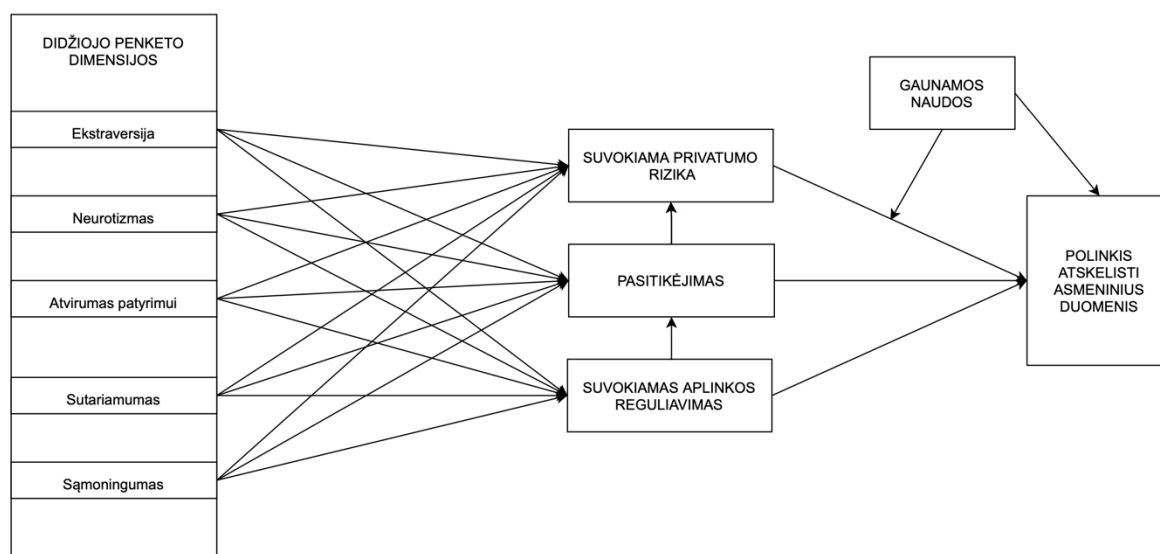 DIDŽIOJO PENKETO
DIMENSIJOS
Ekstraversija
Neurotizmas
Atvirumas patyrimui
Sutariamumas
Sąmoningumas
SUVOKIAMA PRIVATUMO
RIZIKA
PASITIKĖJIMAS
SUVOKIAMAS APLINKOS
REGULIAVIMAS
GAUNAMOS
NAUDOS
POLINKIS
ATSKELISTI
ASMENINIUS
DUOMENIS